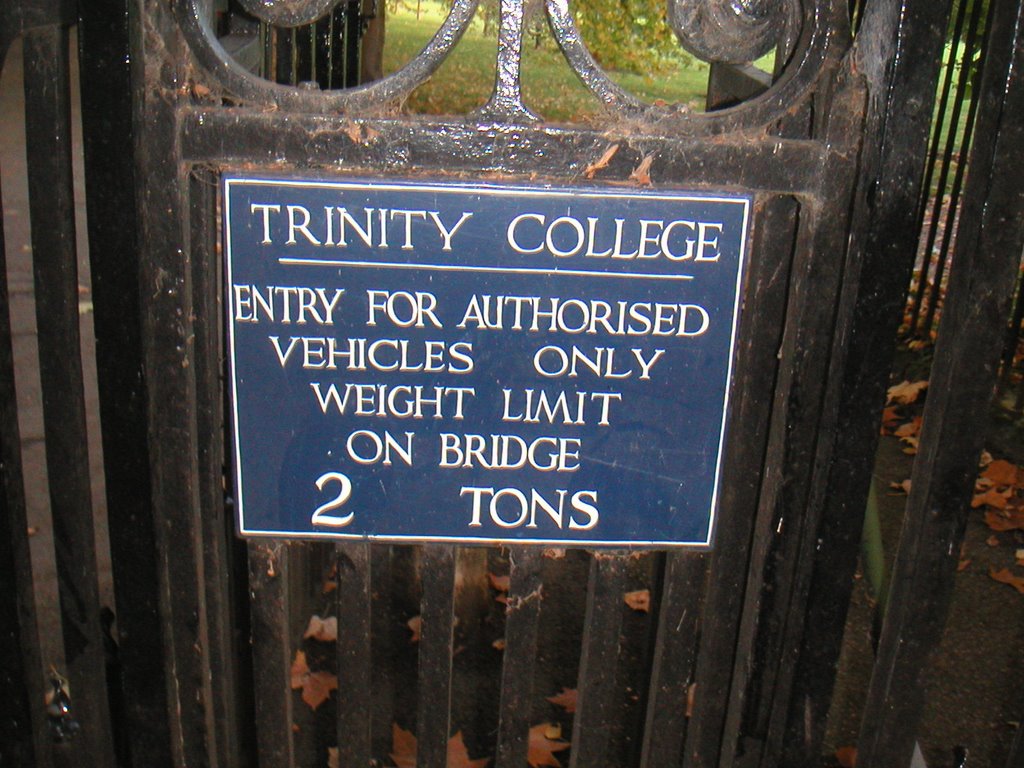 TRINITY COLLEGE
ENTRY FOR AUTHORISED
VEHICLES ONLY
WEIGHT LIMIT
ON BRIDGE
2 TONS